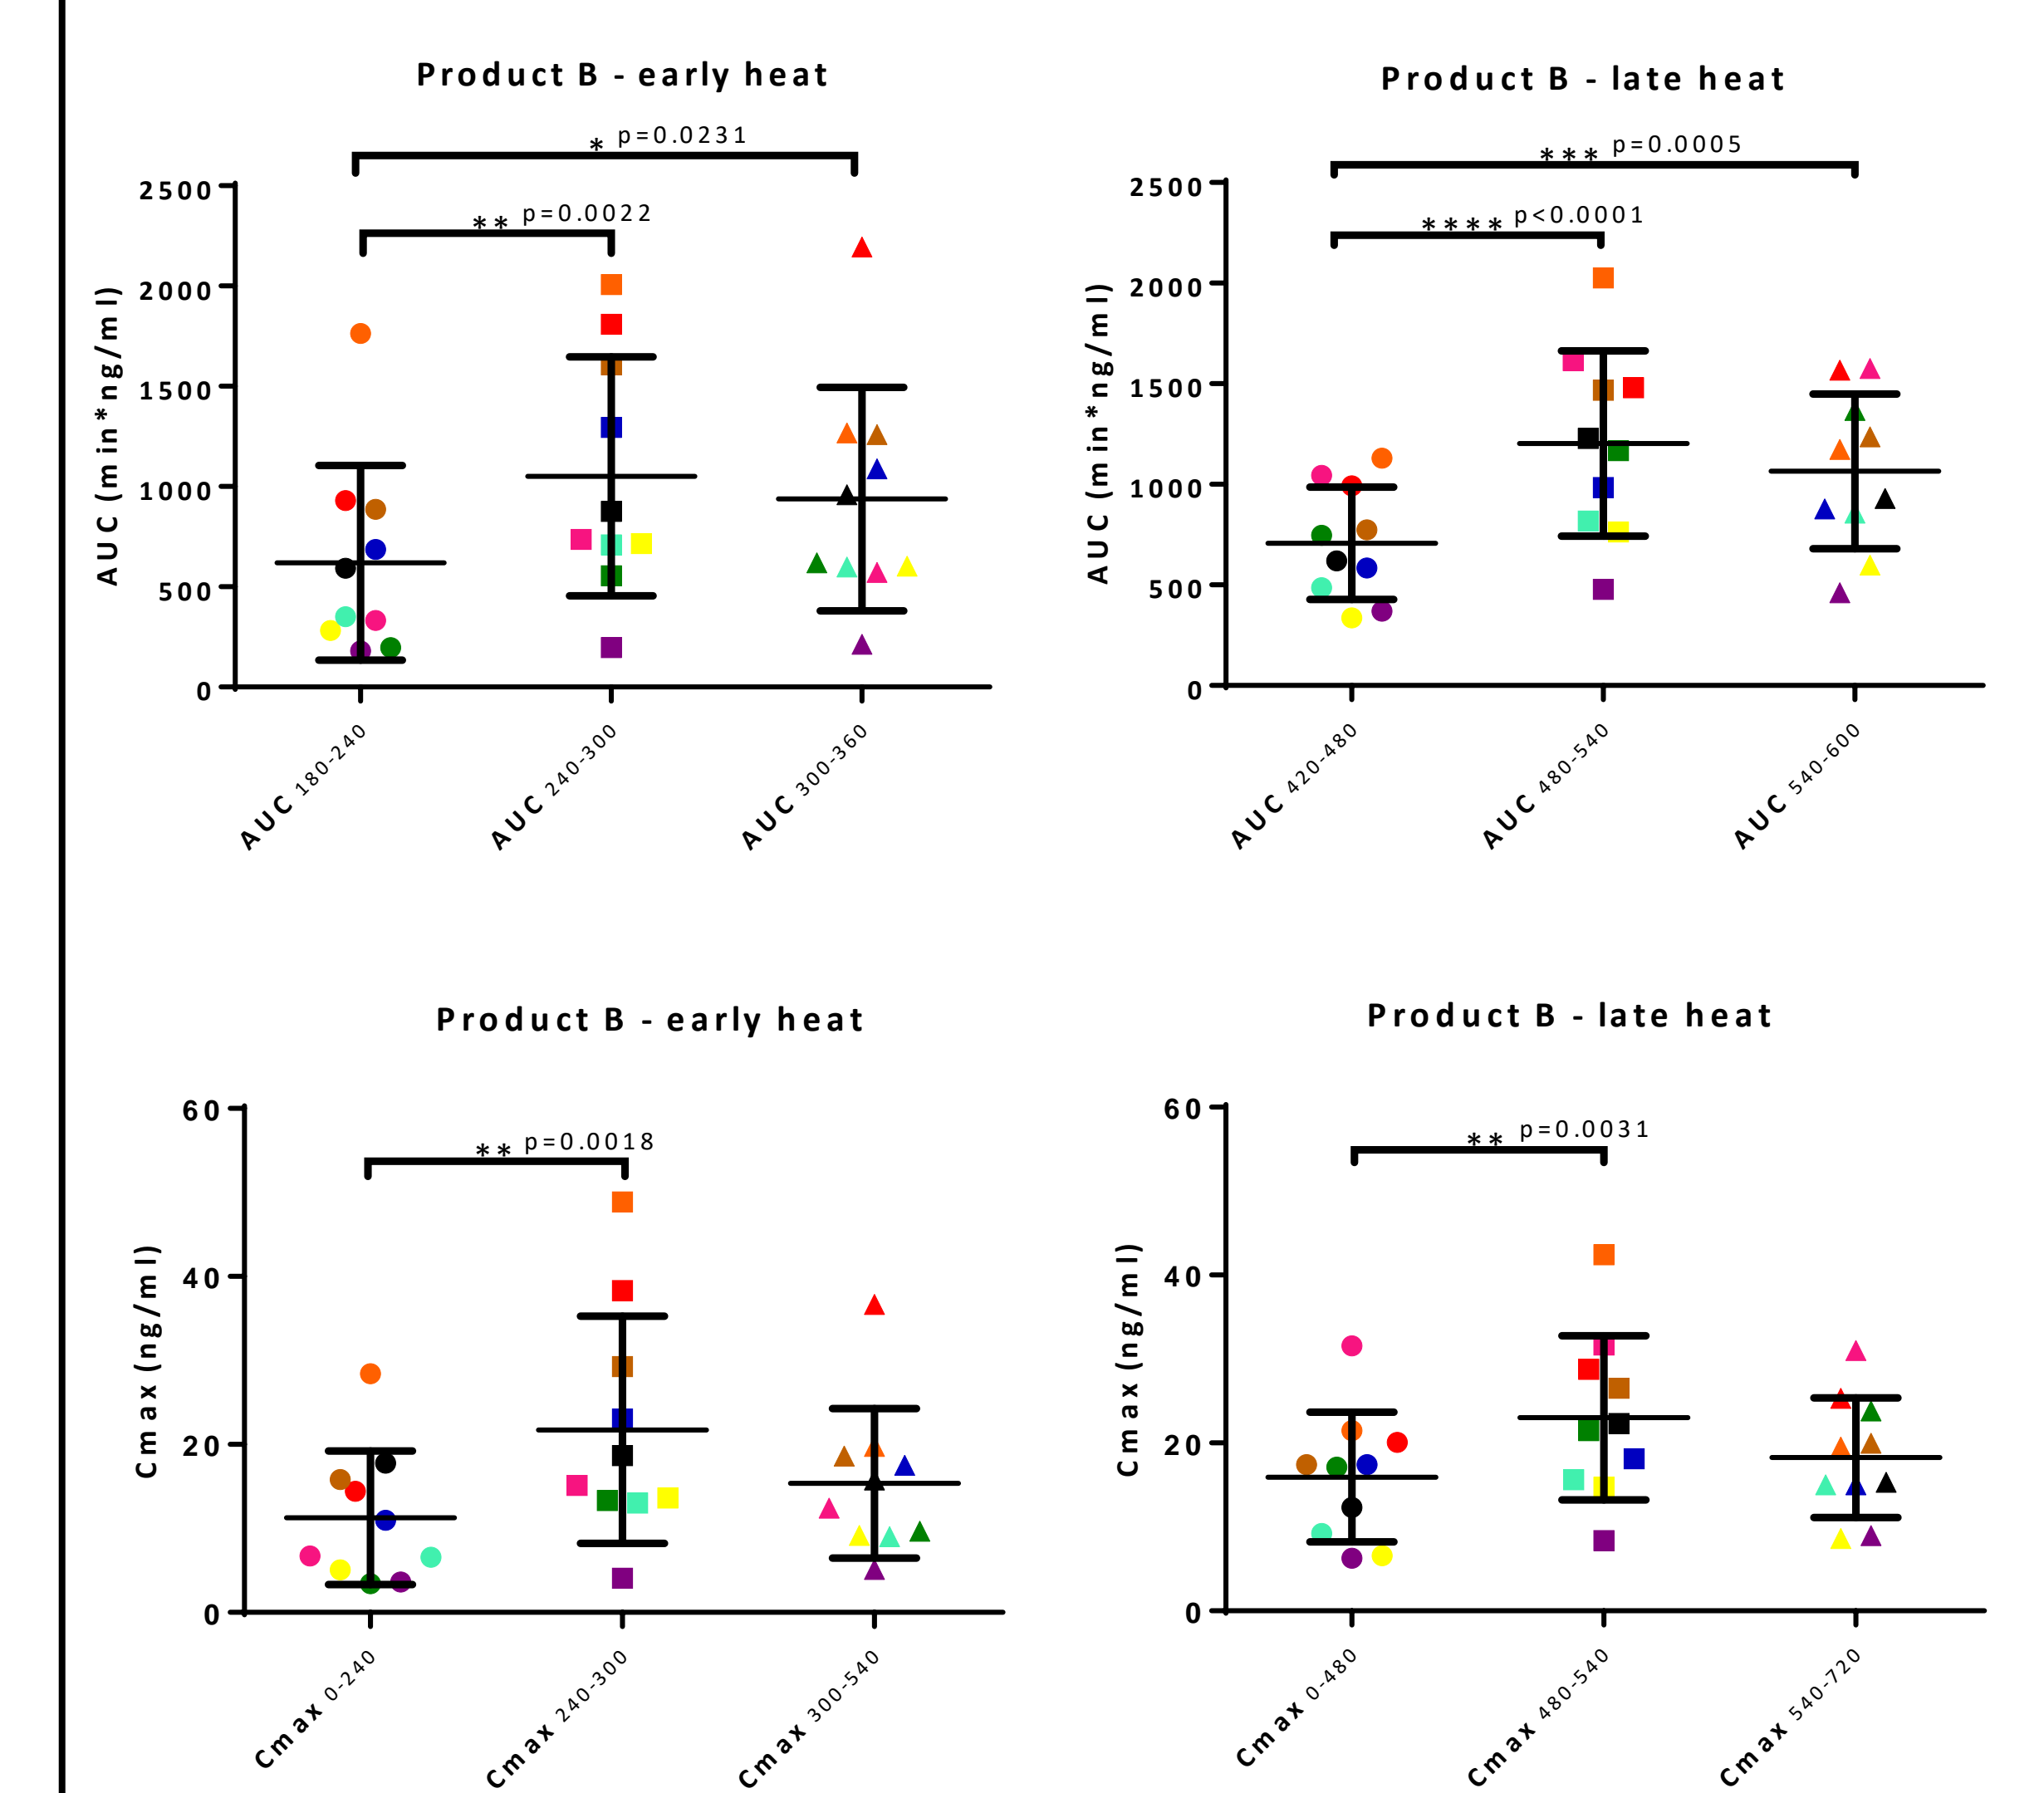 Product B - early heat
* p=0.0231
** p=0.0022
AUC (min*ng/ml)
2500
2000
1500
1000
500
0
AUC 180-240
AUC 240-300
AUC 300-360
Product B - late heat
*** p=0.0005
**** p<0.0001
AUC (min*ng/ml)
2500
2000
1500
1000
500
0
AUC 420-480
AUC 480-540
AUC 540-600
Product B - early heat
** p=0.0018
Cmax (ng/ml)
60
40
20
0
Cmax 0-240
Cmax 240-300
Cmax 300-540
Product B - late heat
** p=0.0031
Cmax (ng/ml)
60
40
20
0
Cmax 0-480
Cmax 480-540
Cmax 540-720